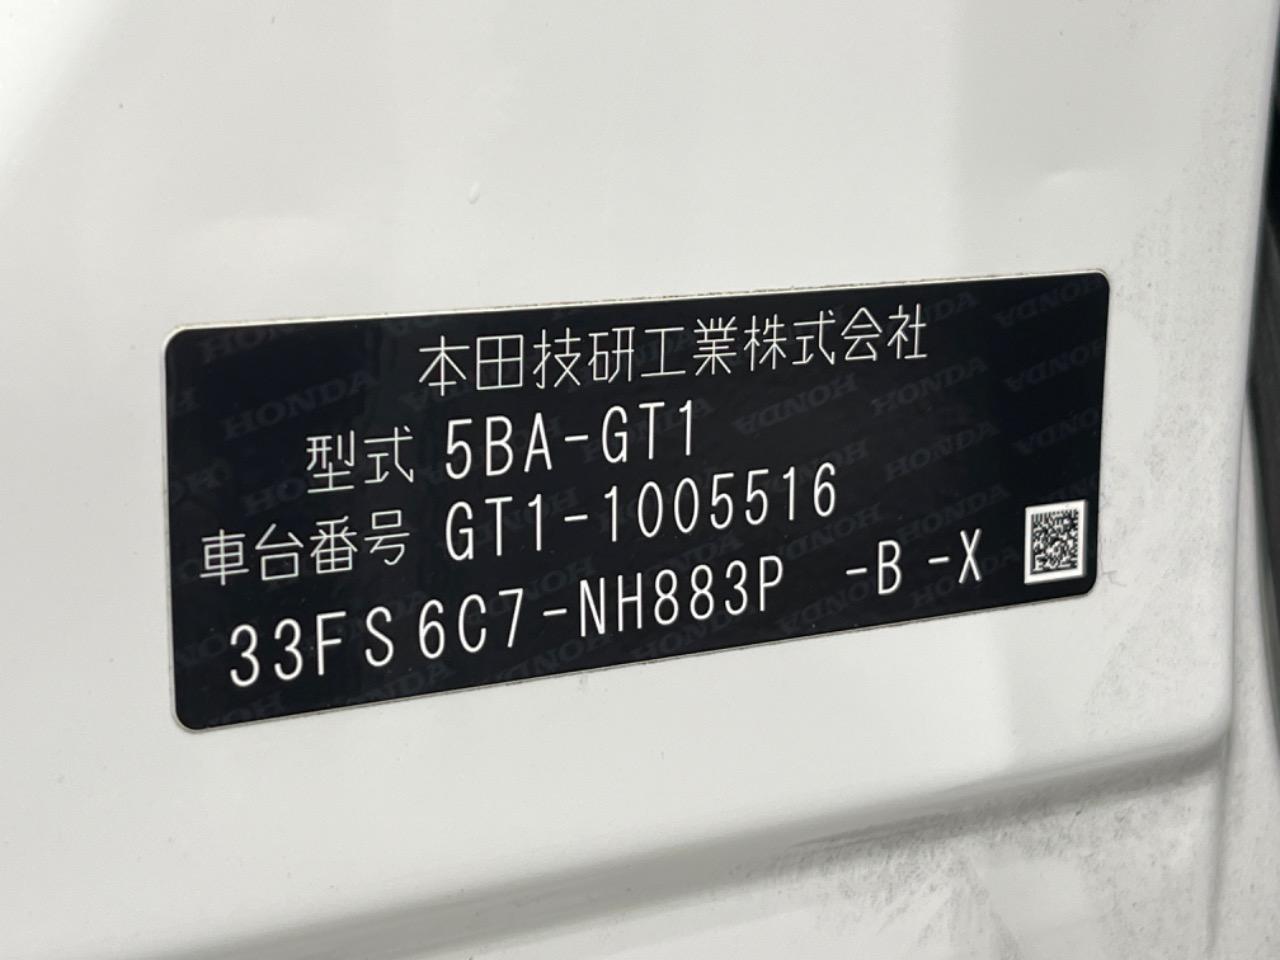 本田技研工業株式会社
型式 5BA-GT1
車台番号 GT1-1005516
33FS6C7-NH883P -B-X